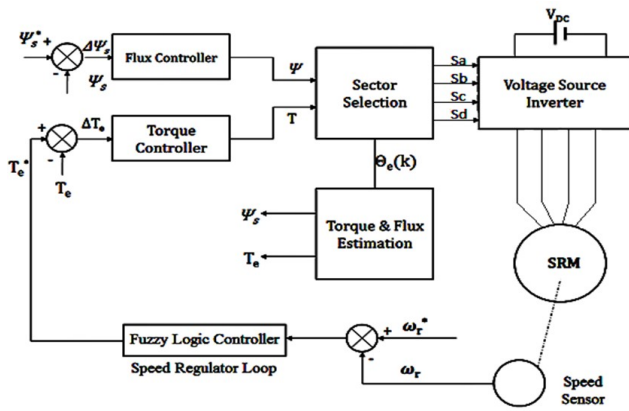 Ψs* + ΔΨs Flux Controller
- Ψs
Ψ
T
Sector
Selection
Sa
Sb
Sc
Sd
VDC
Voltage Source
Inverter
+ ΔTe Torque
Controller
-
Te* Te
Θe(k)
Ψs
Te
Torque & Flux
Estimation
SRM
Fuzzy Logic Controller
Speed Regulator Loop
+ ωr*
- ωr
Speed
Sensor